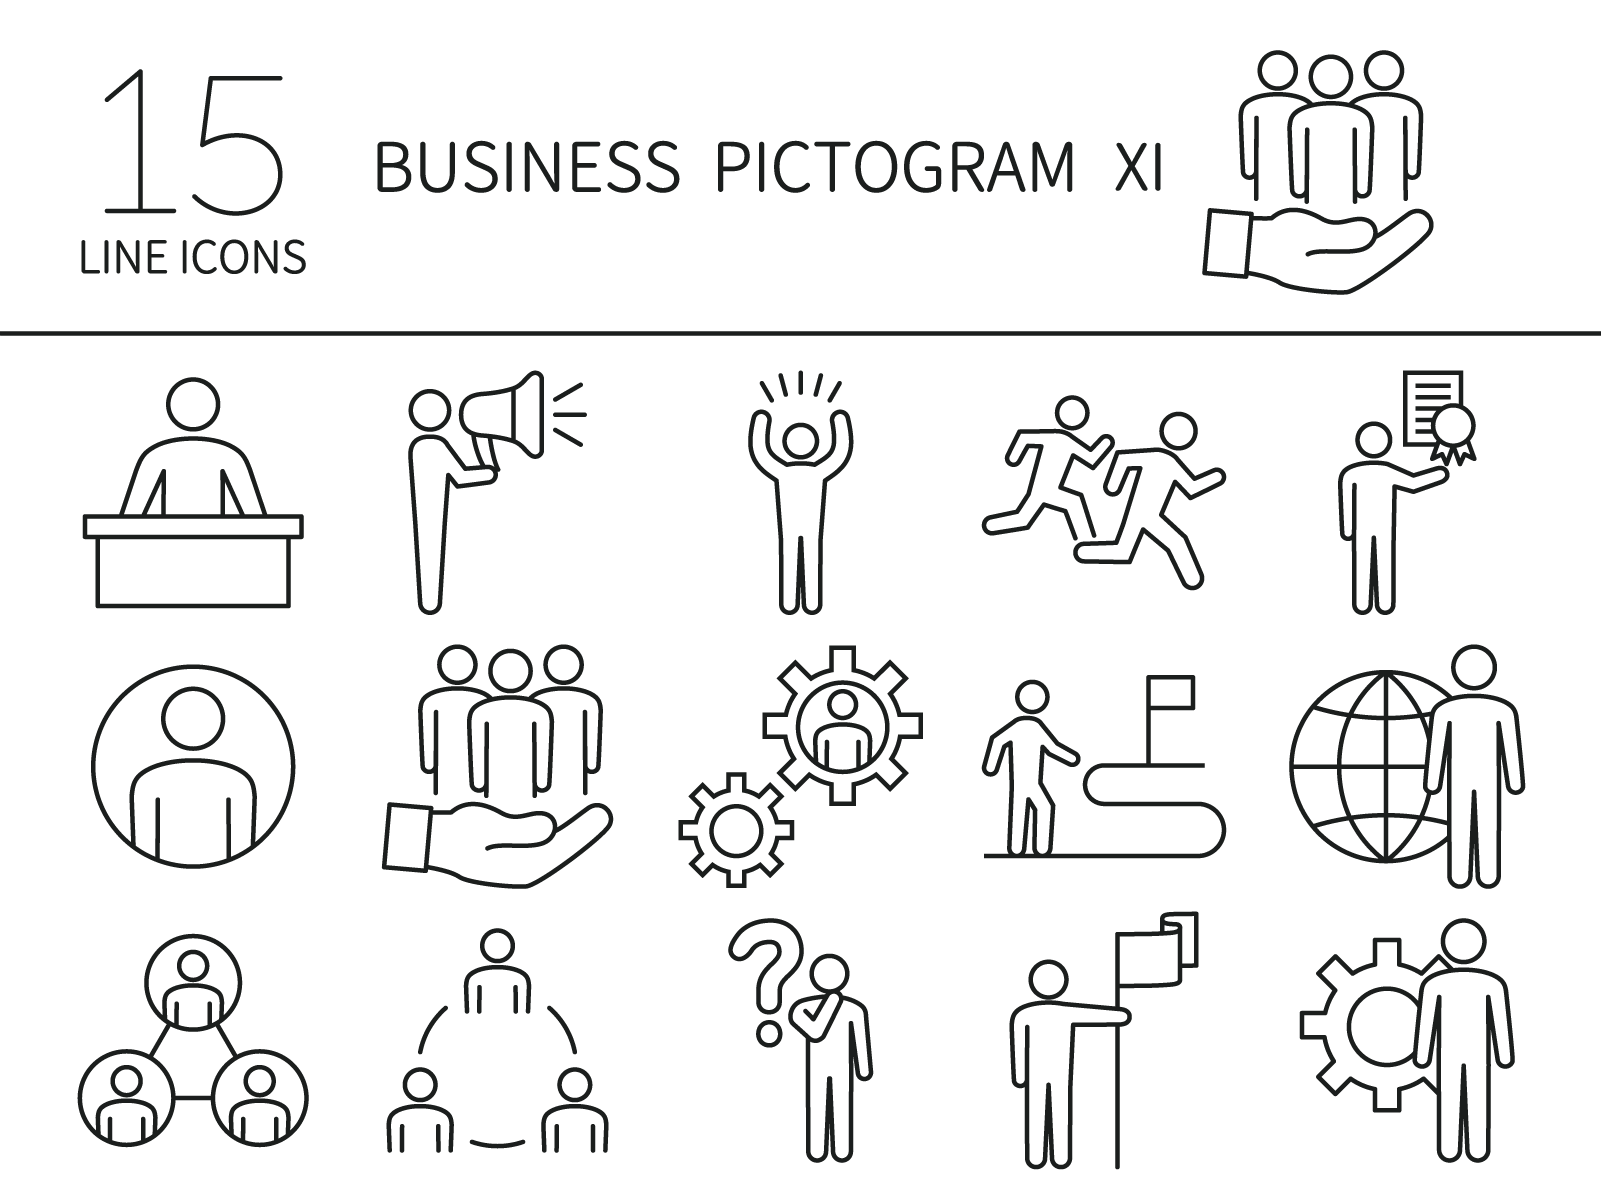 15
LINE ICONS
BUSINESS PICTOGRAM XI
?